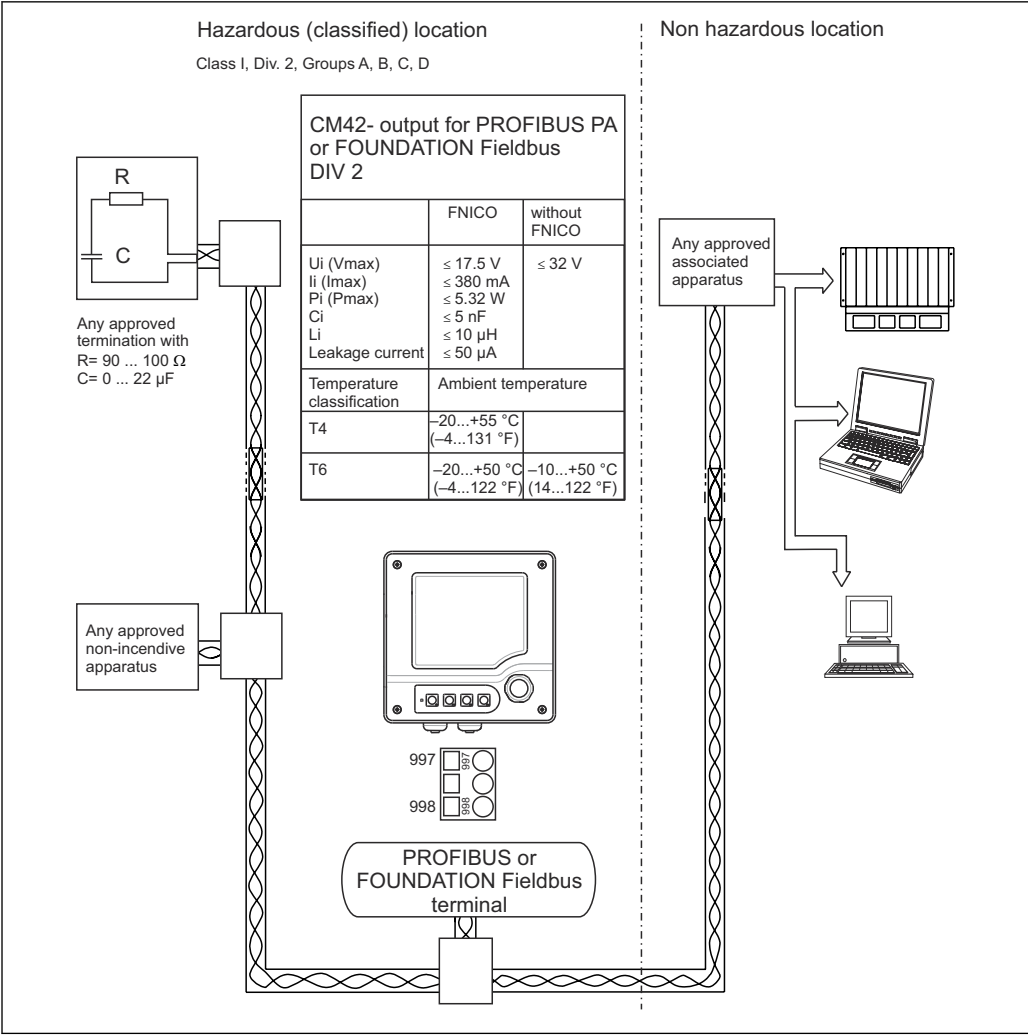 Hazardous (classified) location
Non hazardous location
Class I, Div. 2, Groups A, B, C, D
CM42- output for PROFIBUS PA
or FOUNDATION Fieldbus
DIV 2
FNICO
without
FNICO
Ui (Vmax) ≤ 17.5 V ≤ 32 V
Ii (Imax) ≤ 380 mA
Pi (Pmax) ≤ 5.32 W
Ci ≤ 5 nF
Li ≤ 10 µH
Leakage current ≤ 50 µA
Temperature
classification
Ambient temperature
T4
–20...+55 °C
(–4...131 °F)
T6
–20...+50 °C
(–4...122 °F)
–10...+50 °C
(14...122 °F)
R
C
Any approved
termination with
R= 90 ... 100 Ω
C= 0 ... 22 µF
Any approved
associated
apparatus
Any approved
non-incendive
apparatus
997
997
998
998
PROFIBUS or
FOUNDATION Fieldbus
terminal